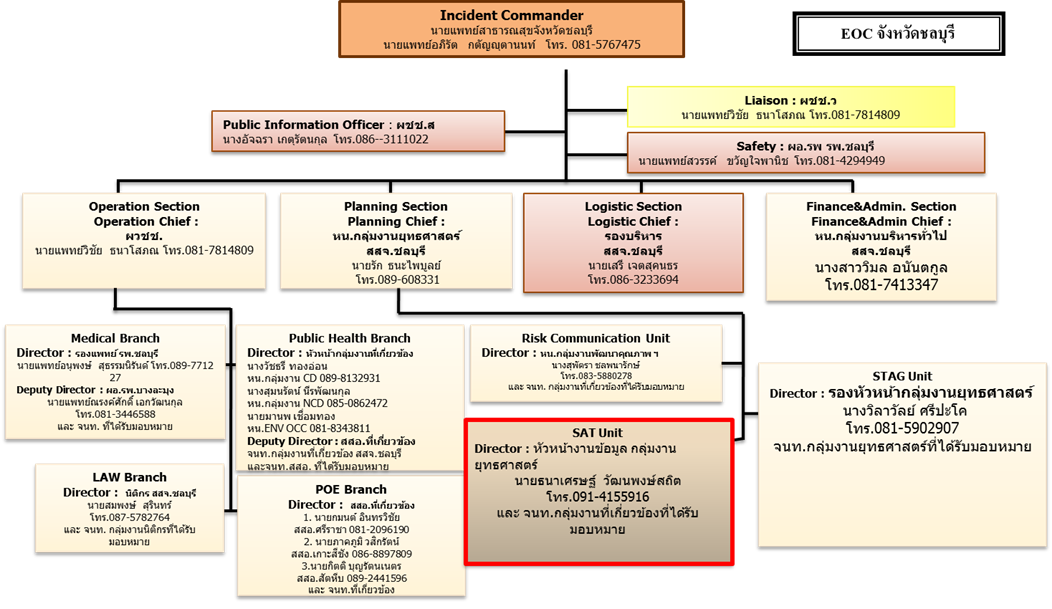 Incident Commander
นายแพทย์สาธารณสุขจังหวัดชลบุรี
นายแพทย์อภิรัต กตัญญุตานนท์ โทร. 081-5767475
EOC จังหวัดชลบุรี
Liaison : ผชช.ว
นายแพทย์วิชัย ธนาโสภณ โทร.081-7814809
Public Information Officer : ผชช.ส
นางอัจฉรา เกตุรัตนกุล โทร.086--3111022
Safety : ผอ.รพ รพ.ชลบุรี
นายแพทย์สวรรค์ ขวัญใจพานิช โทร.081-4294949
Operation Section
Operation Chief :
ผวชช.
นายแพทย์วิชัย ธนาโสภณ โทร.081-7814809
Planning Section
Planning Chief :
หน.กลุ่มงานยุทธศาสตร์
สสจ.ชลบุรี
นายรัก ธนะไพบูลย์
โทร.089-608331
Logistic Section
Logistic Chief :
รองบริหาร
สสจ.ชลบุรี
นายเสรี เจตสุคนธร
โทร.086-3233694
Finance&Admin. Section
Finance&Admin Chief :
หน.กลุ่มงานบริหารทั่วไป
สสจ.ชลบุรี
นางสาววิมล อนันตกูล
โทร.081-7413347
Medical Branch
Director : รองแพทย์ รพ.ชลบุรี
นายแพทย์อนุพงษ์ สุธรรมนิรันด์ โทร.089-7712
27
Deputy Director : ผอ.รพ.บางละมุง
นายแพทย์ณรงค์ศักดิ์ เอกวัฒนกุล
โทร.081-3446588
และ จนท. ที่ได้รับมอบหมาย
Public Health Branch
Director : หัวหน้ากลุ่มงานที่เกี่ยวข้อง
นางวัชรี ทองอ่อน
หน.กลุ่มงาน CD 089-8132931
นางสุมนรัตน์ นีรพัฒนกุล
หน.กลุ่มงาน NCD 085-0862472
นายมานพ เชื่อมทอง
หน.ENV OCC 081-8343811
Deputy Director : สสอ.ที่เกี่ยวข้อง
จนท.กลุ่มงานที่เกี่ยวข้อง สสจ.ชลบุรี
และจนท.สสอ. ที่ได้รับมอบหมาย
Risk Communication Unit
Director : หน.กลุ่มงานพัฒนาคุณภาพ ฯ
นางสุพัตรา ชลพนารักษ์
โทร.083-5880278
และ จนท. กลุ่มงานที่เกี่ยวข้องที่ได้รับมอบหมาย
STAG Unit
Director : รองหัวหน้ากลุ่มงานยุทธศาสตร์
นางวิลาวัลย์ ศรีปะโค
โทร.081-5902907
จนท.กลุ่มงานยุทธศาสตร์ที่ได้รับมอบหมาย
SAT Unit
Director : หัวหน้างานข้อมูล กลุ่มงาน
ยุทธศาสตร์
นายธนาเศรษฐ์ วัฒนพงษ์สถิต
โทร.091-4155916
และ จนท.กลุ่มงานที่เกี่ยวข้องที่ได้รับ
มอบหมาย
LAW Branch
Director : นิติกร สสจ.ชลบุรี
นายสมพงษ์ สุรินทร์
โทร.087-5782764
และ จนท. กลุ่มงานนิติกรที่ได้รับ
มอบหมาย
POE Branch
Director : สสอ.ที่เกี่ยวข้อง
1. นายกมนต์ อินทรวิชัย
สสอ.ศรีราชา 081-2096190
2. นายภาคภูมิ วสิกรัตน์
สสอ.เกาะสีชัง 086-8897809
3.นายกิตติ บุญรัตนเนตร
สสอ.สัตหีบ 089-2441596
และ จนท.ที่เกี่ยวข้อง